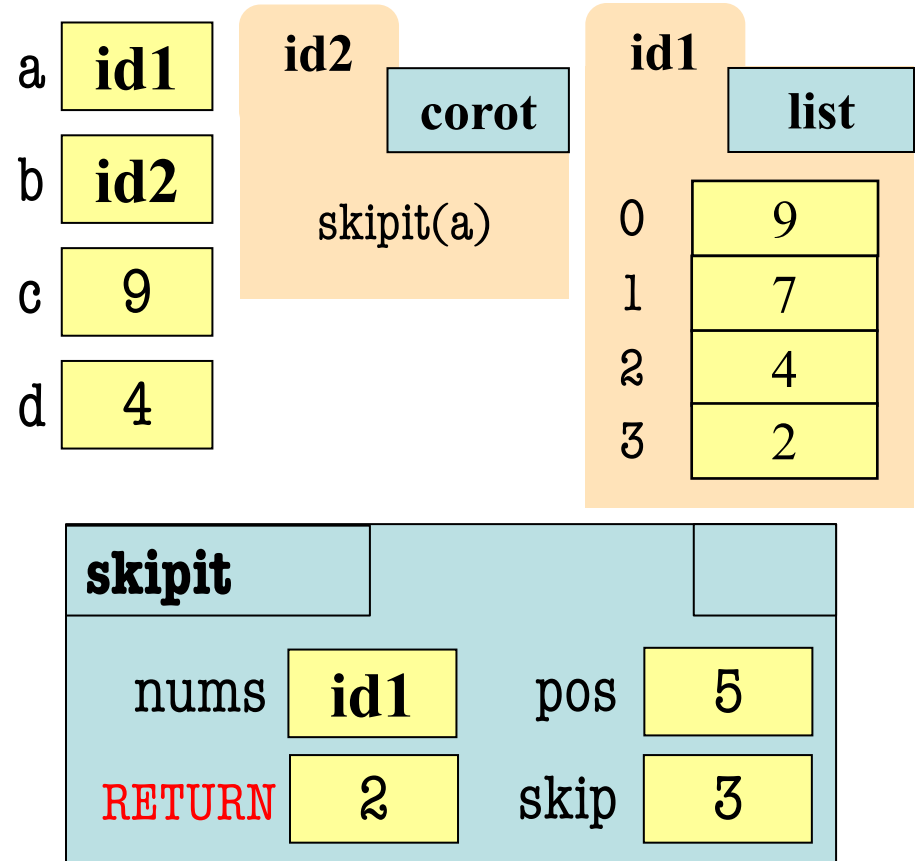 a id1
b id2
c 9
d 4
id2
corot
skipit(a)
id1
list
0 9
1 7
2 4
3 2
skipit
nums id1 pos 5
RETURN 2 skip 3